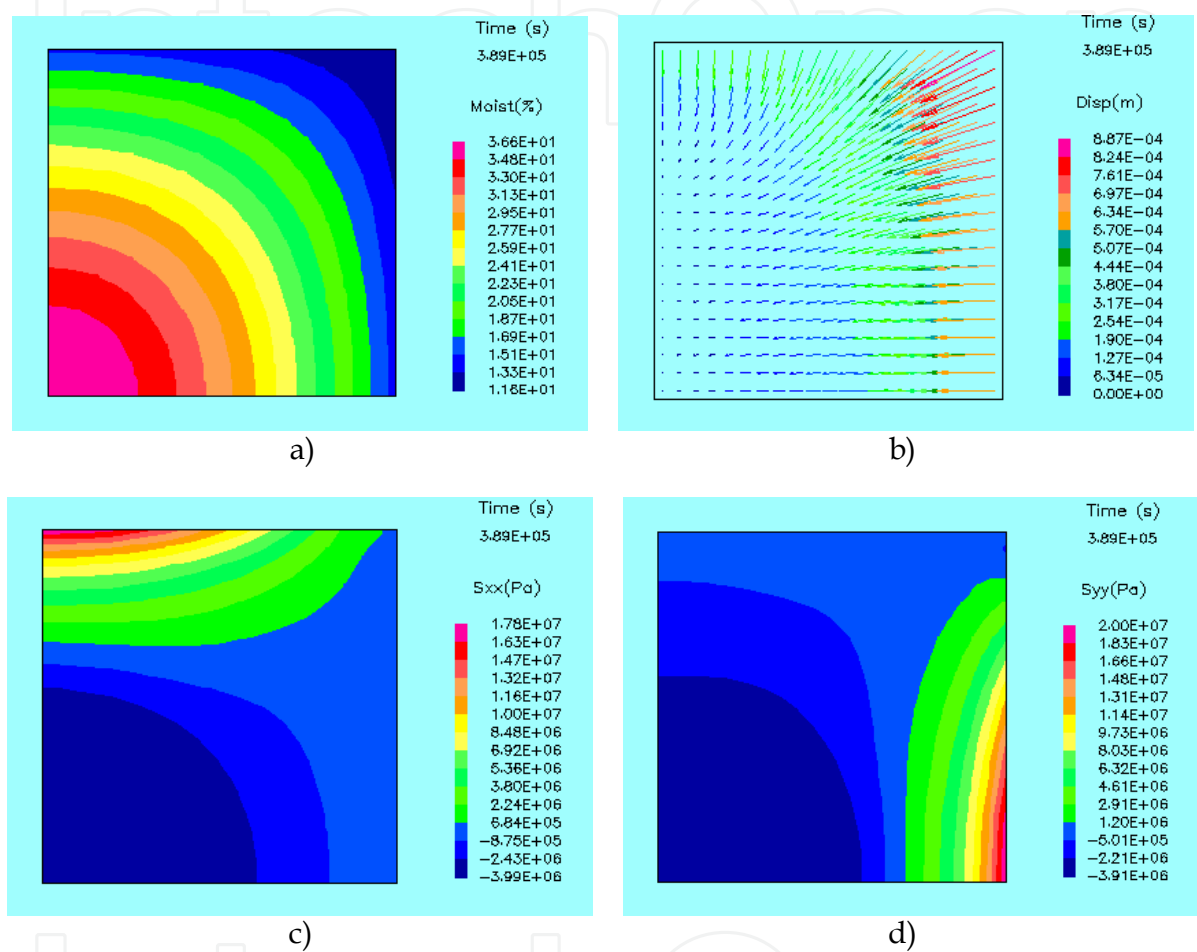 Time (s)
3.89E+05
Moist(%)
3.66E+01
3.48E+01
3.30E+01
3.13E+01
2.95E+01
2.77E+01
2.59E+01
2.41E+01
2.23E+01
2.05E+01
1.87E+01
1.69E+01
1.51E+01
1.33E+01
1.16E+01
a)
Time (s)
3.89E+05
Disp(m)
8.87E-04
8.24E-04
7.61E-04
6.97E-04
6.34E-04
5.70E-04
5.07E-04
4.44E-04
3.80E-04
3.17E-04
2.54E-04
1.90E-04
1.27E-04
6.34E-05
0.00E+00
b)
Time (s)
3.89E+05
Sxx(Pa)
1.78E+07
1.63E+07
1.47E+07
1.32E+07
1.16E+07
1.00E+07
8.48E+06
6.92E+06
5.36E+06
3.80E+06
2.24E+06
6.84E+05
-8.75E+05
-2.43E+06
-3.99E+06
c)
Time (s)
3.89E+05
Syy(Pa)
2.00E+07
1.83E+07
1.66E+07
1.48E+07
1.31E+07
1.14E+07
9.73E+06
8.03E+06
6.32E+06
4.61E+06
2.91E+06
1.20E+06
-5.01E+05
-2.21E+06
-3.91E+06
d)